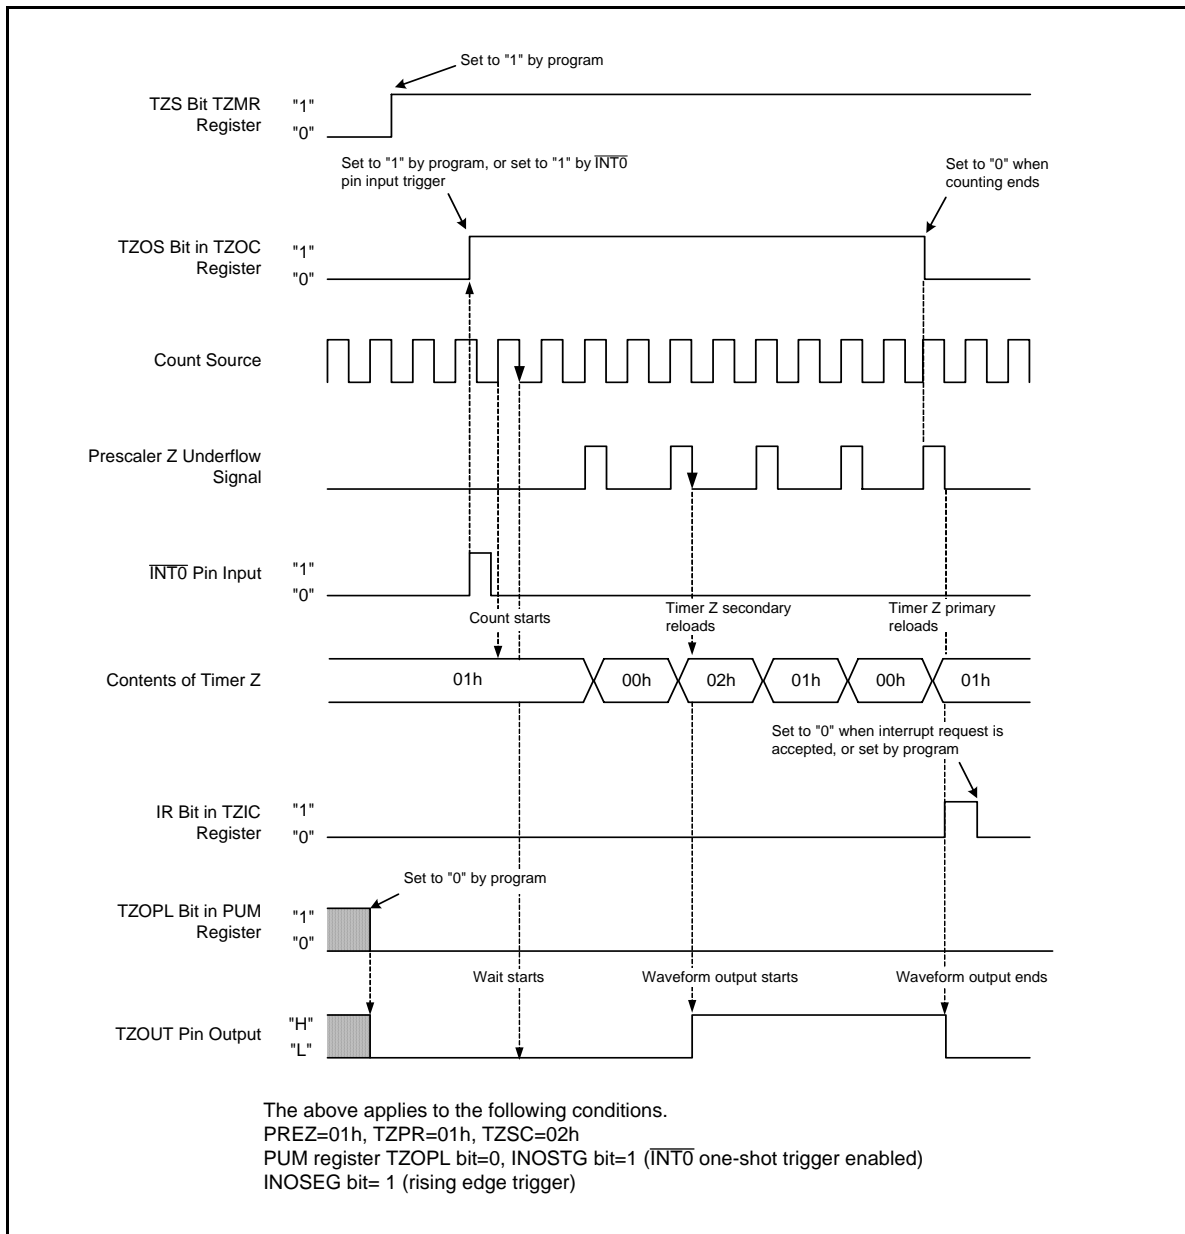 Set to "1" by program
TZS Bit TZMR
Register
"1"
"0"
Set to "1" by program, or set to "1" by INT0
pin input trigger
Set to "0" when
counting ends
TZOS Bit in TZOC
Register
"1"
"0"
Count Source
Prescaler Z Underflow
Signal
INT0 Pin Input
"1"
"0"
Count starts
Timer Z secondary
reloads
Timer Z primary
reloads
Contents of Timer Z
01h
00h
02h
01h
00h
01h
Set to "0" when interrupt request is
accepted, or set by program
IR Bit in TZIC
Register
"1"
"0"
Set to "0" by program
TZOPL Bit in PUM
Register
"1"
"0"
Wait starts
Waveform output starts
Waveform output ends
TZOUT Pin Output
"H"
"L"
The above applies to the following conditions.
PREZ=01h, TZPR=01h, TZSC=02h
PUM register TZOPL bit=0, INOSTG bit=1 (INT0 one-shot trigger enabled)
INOSEG bit= 1 (rising edge trigger)